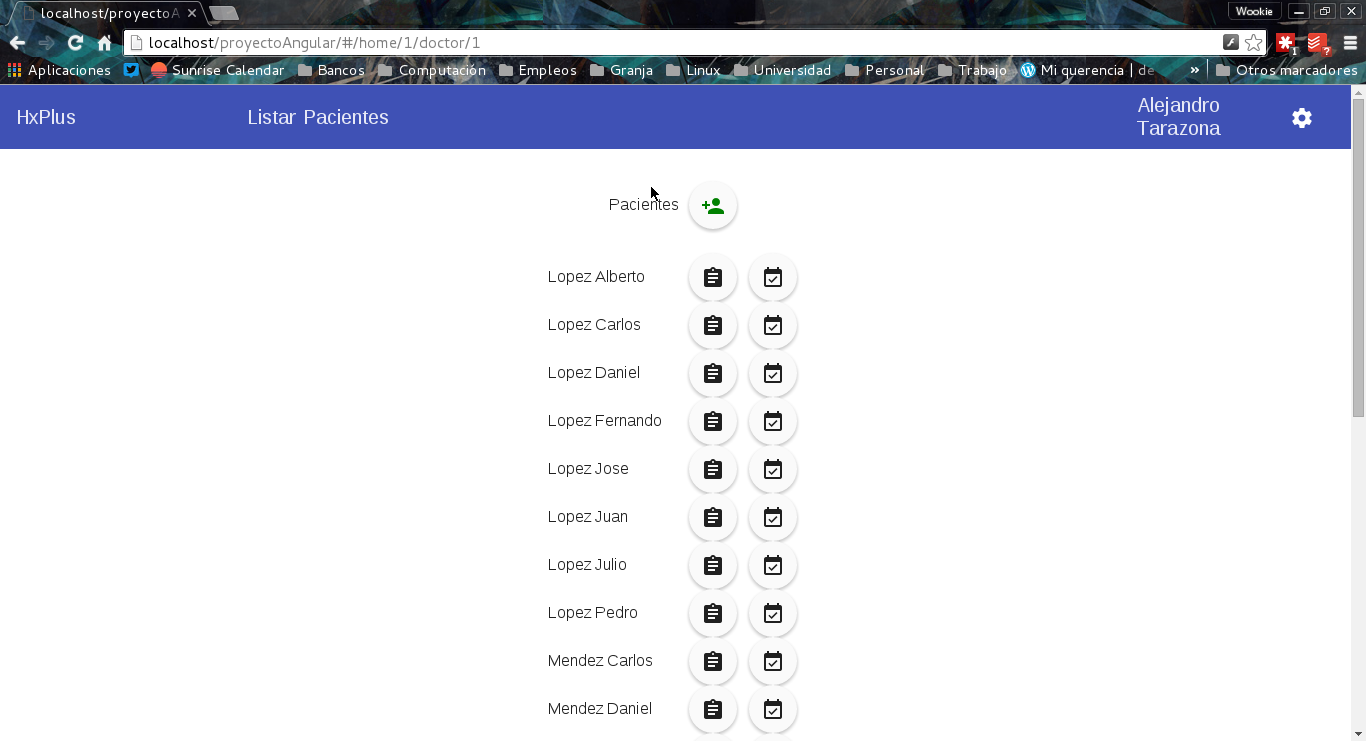 localhost/proyectoA
Wookie
localhost/proyectoAngular/#/home/1/doctor/1
1
?
Aplicaciones Sunrise Calendar Bancos Computación Empleos Granja Linux Universidad Personal Trabajo Mi querencia | de » Otros marcadores
HxPlus
Listar Pacientes
Alejandro
Tarazona
Pacientes
Lopez Alberto
Lopez Carlos
Lopez Daniel
Lopez Fernando
Lopez Jose
Lopez Juan
Lopez Julio
Lopez Pedro
Mendez Carlos
Mendez Daniel